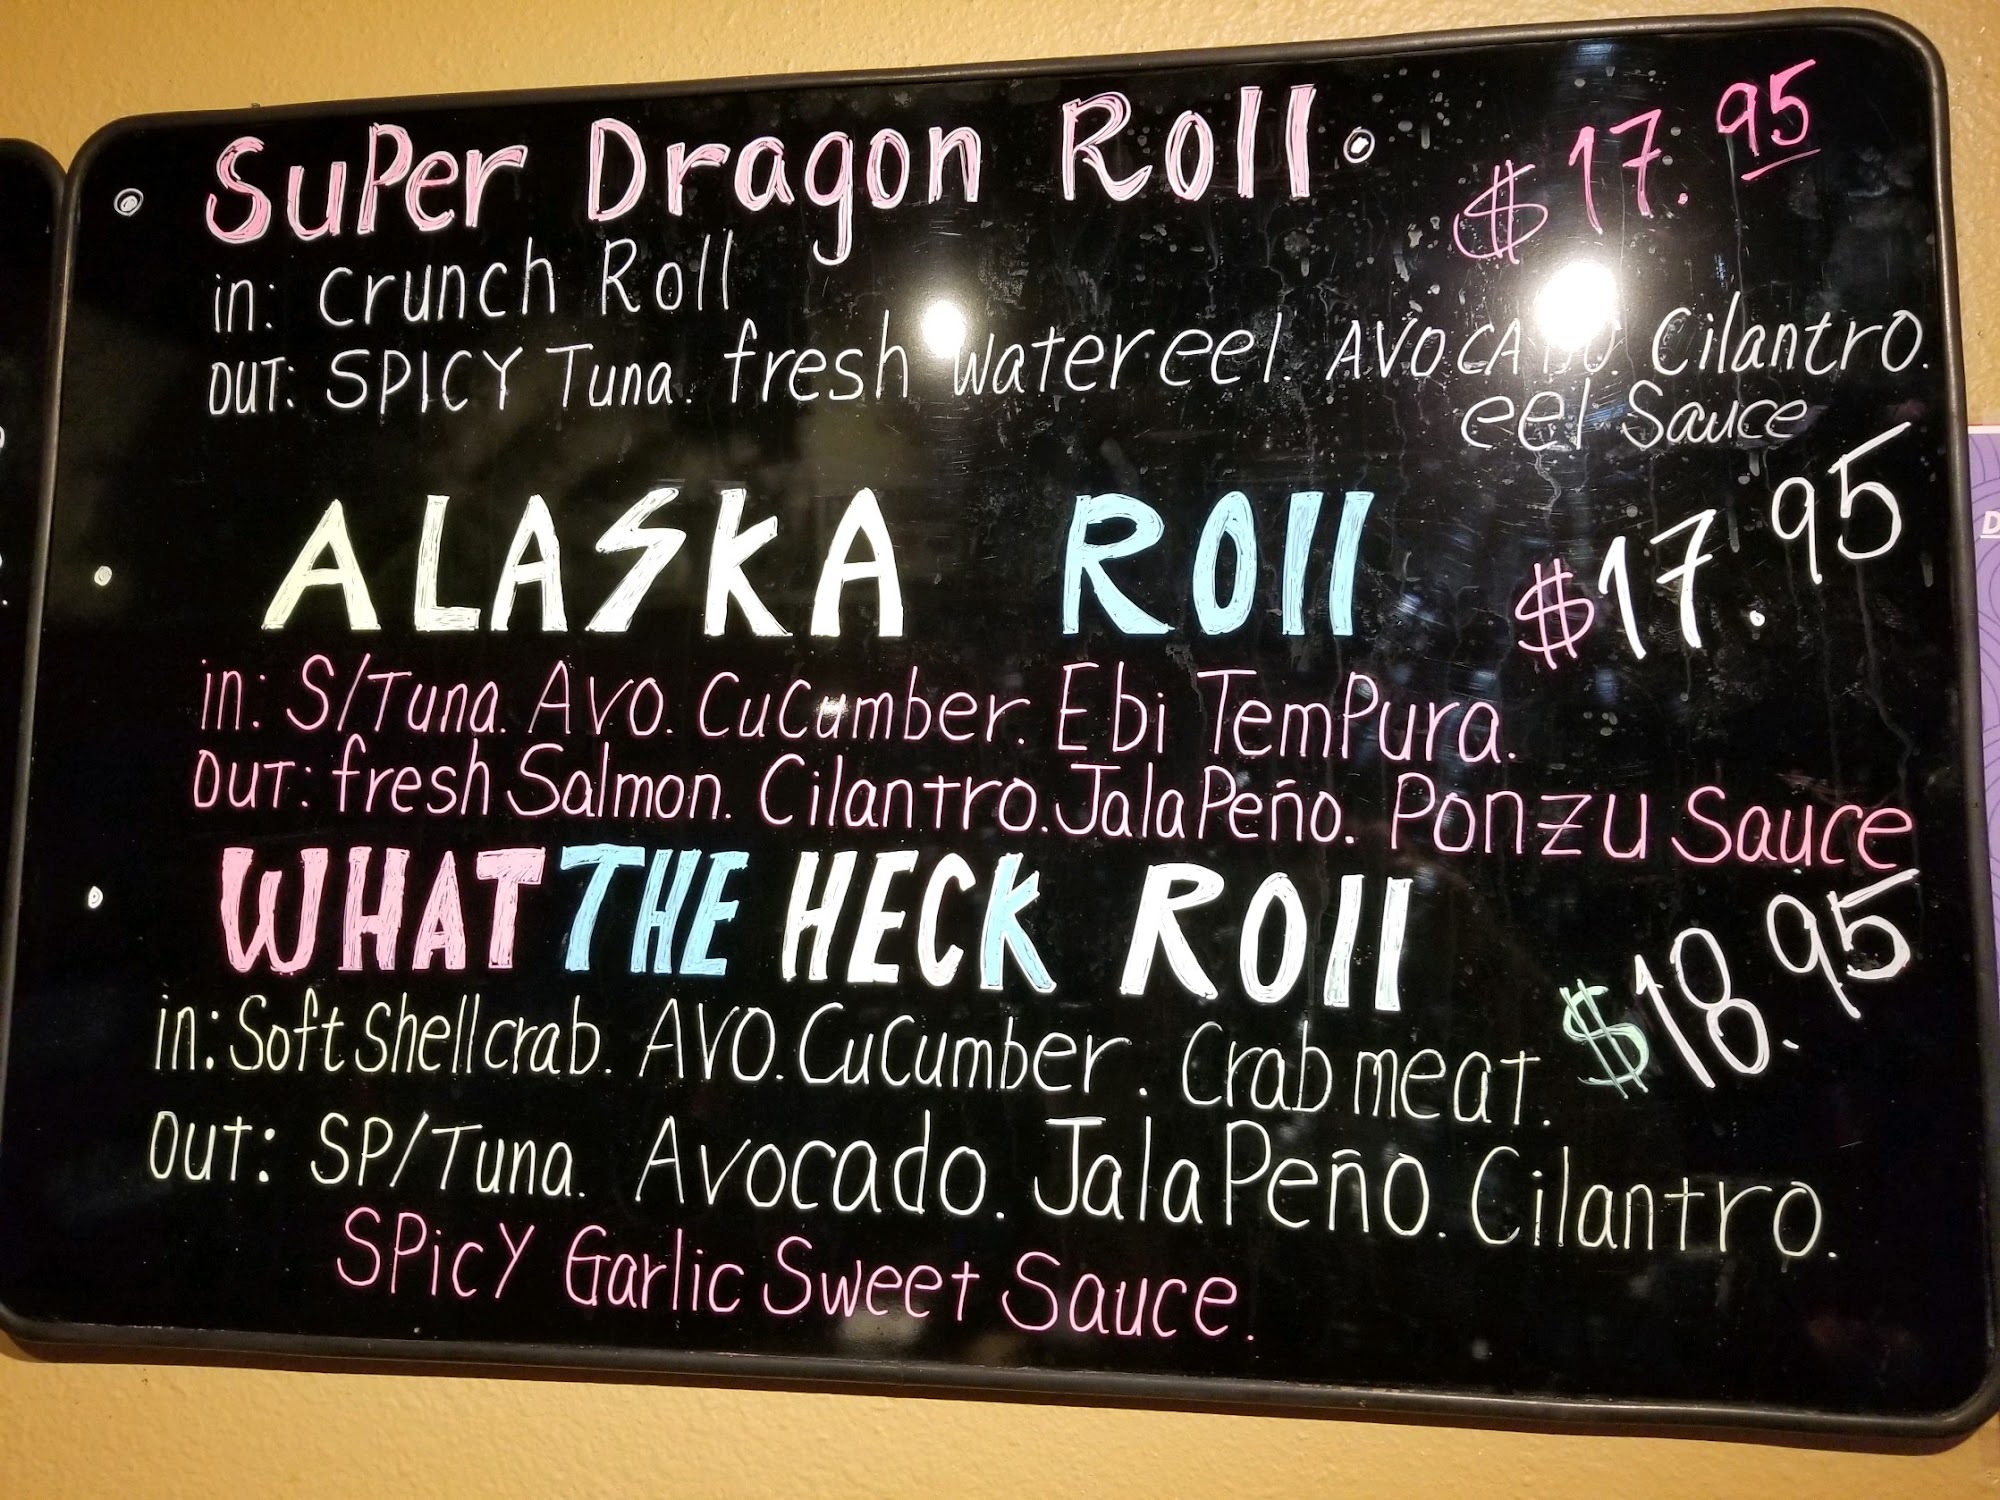 SuPer Dragon Roll. $17.95
in: crunch Roll
OUT: SPICY Tuna. fresh water eel. AVOCADO. Cilantro.
eel Sauce
ALASKA Roll $17.95
in: S/Tuna. Avo. CuCumber. Ebi TemPura.
OUT: fresh Salmon. Cilantro. JalaPeño. Ponzu Sauce
WHAT THE HECK Roll $18.95
in: Soft Shell crab. AVO. CuCumber. Crab meat.
Out: SP/Tuna. Avocado. JalaPeño. Cilantro.
SPicY Garlic Sweet Sauce.